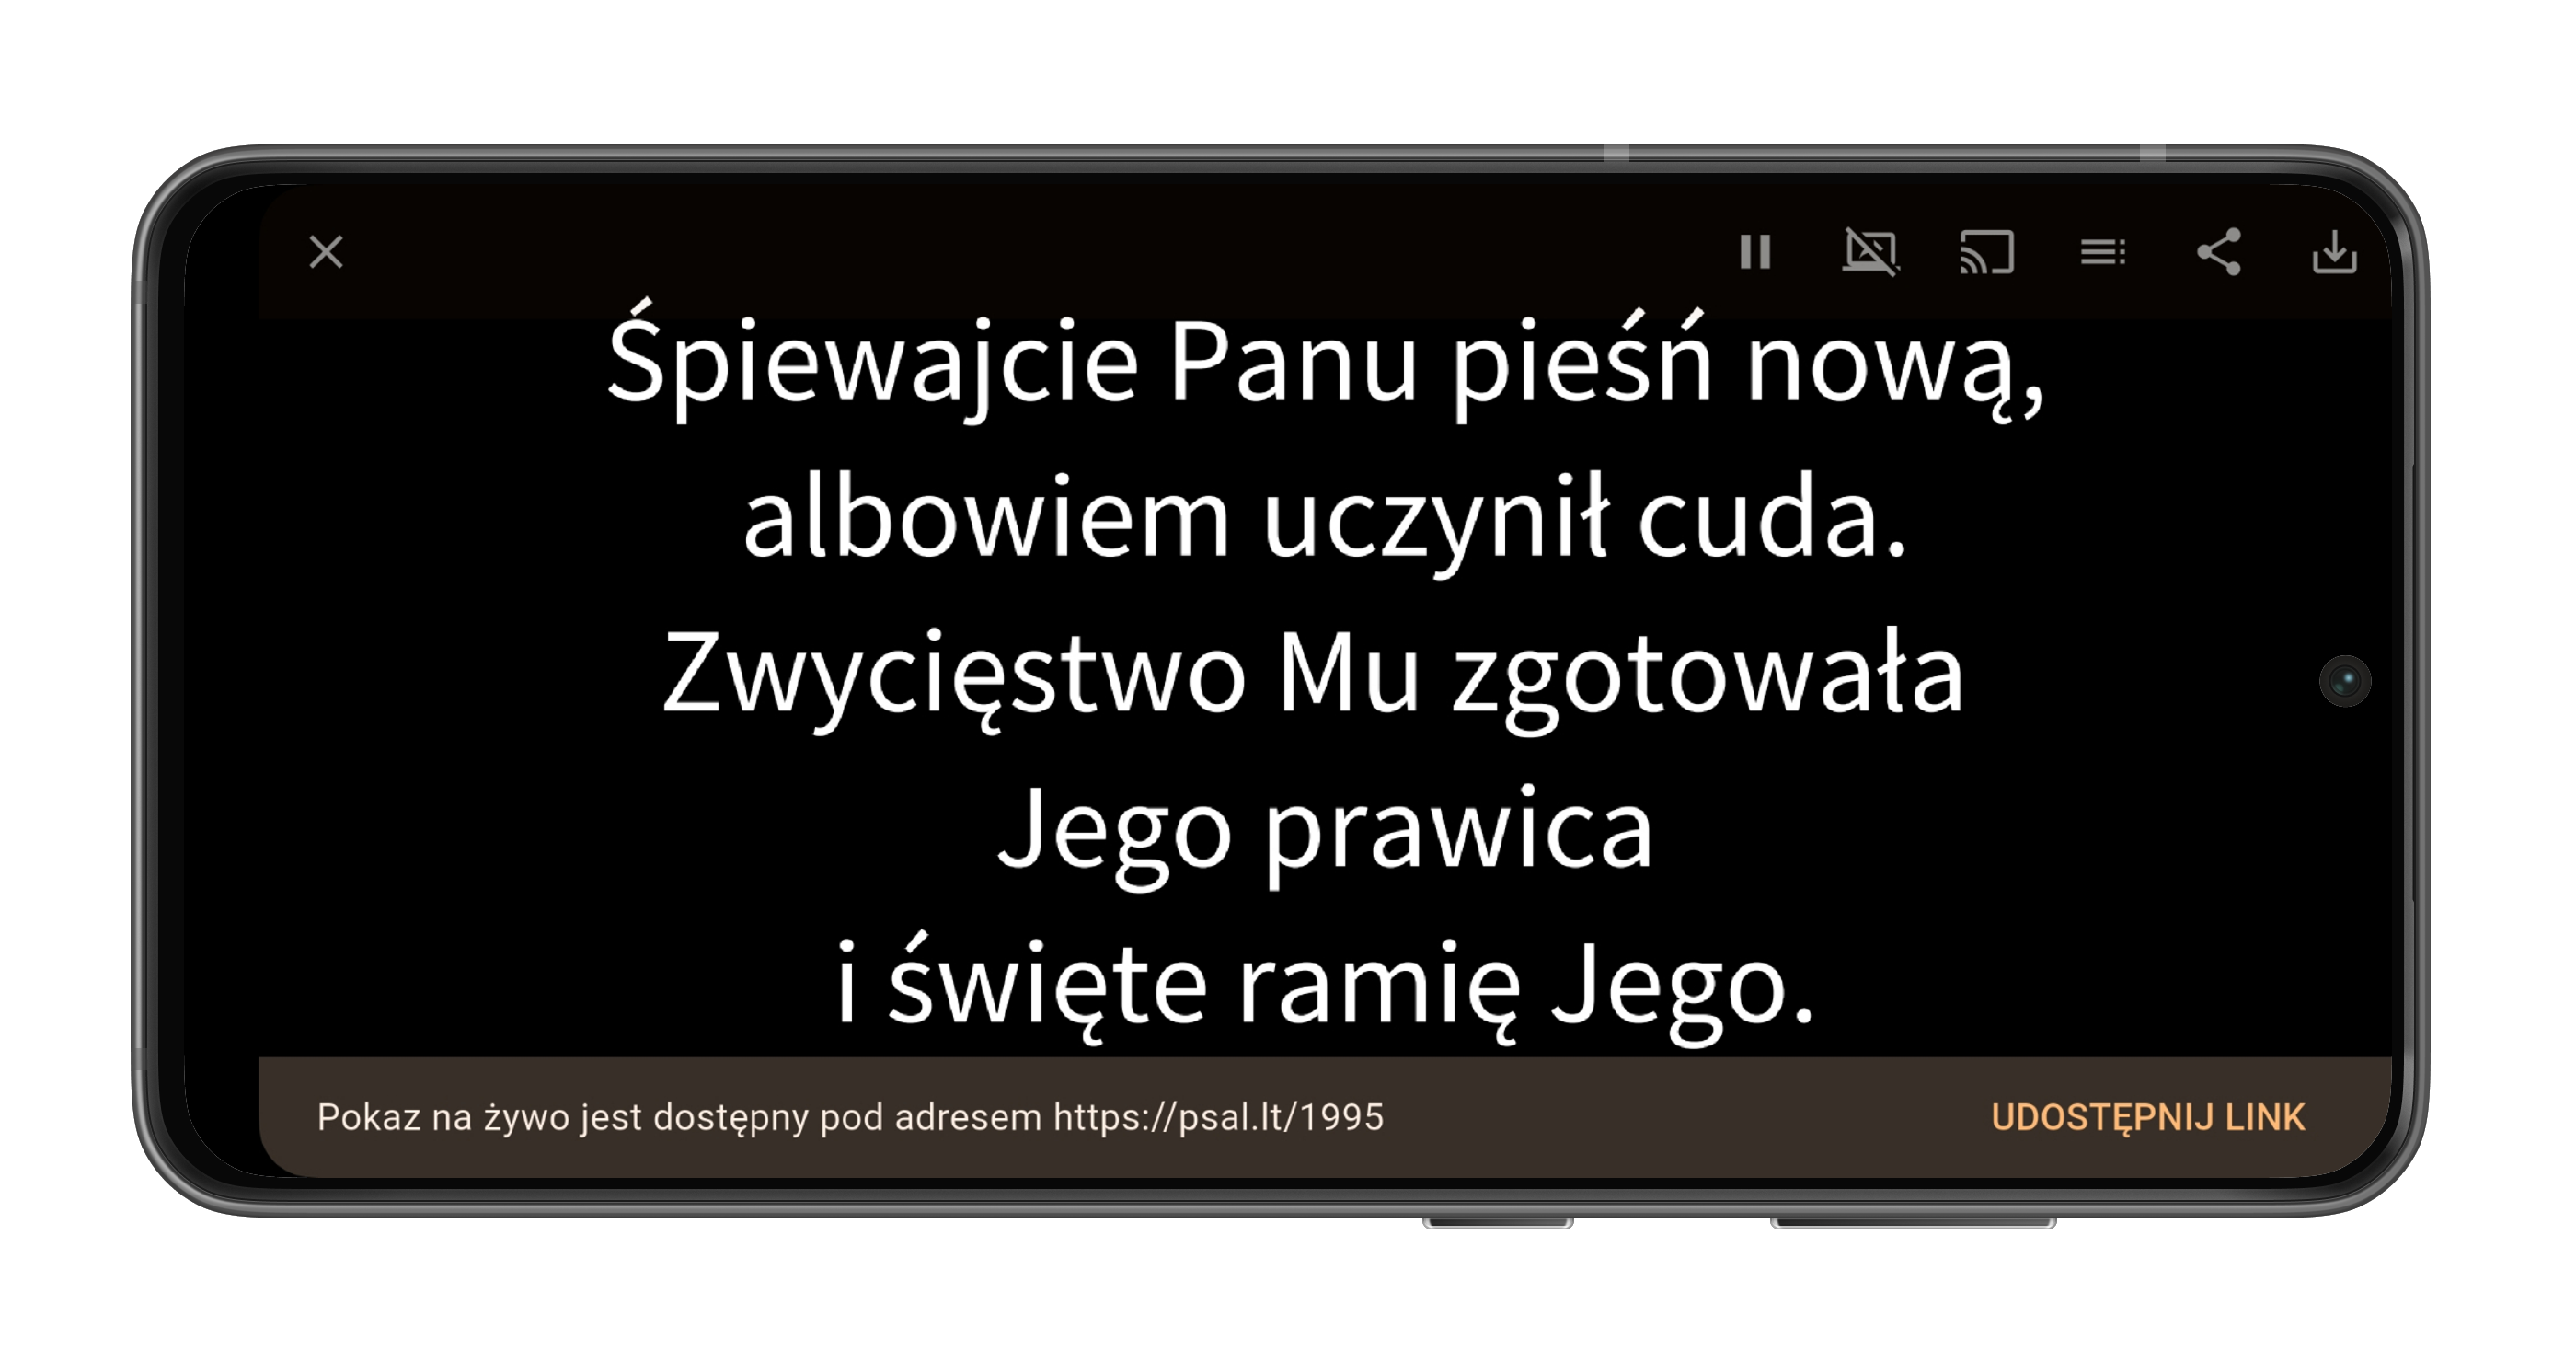 Śpiewajcie Panu pieśń nową,
albowiem uczynił cuda.
Zwycięstwo Mu zgotowała
Jego prawica
i święte ramię Jego.
Pokaz na żywo jest dostępny pod adresem https://psal.lt/1995
UDOSTĘPNIJ LINK